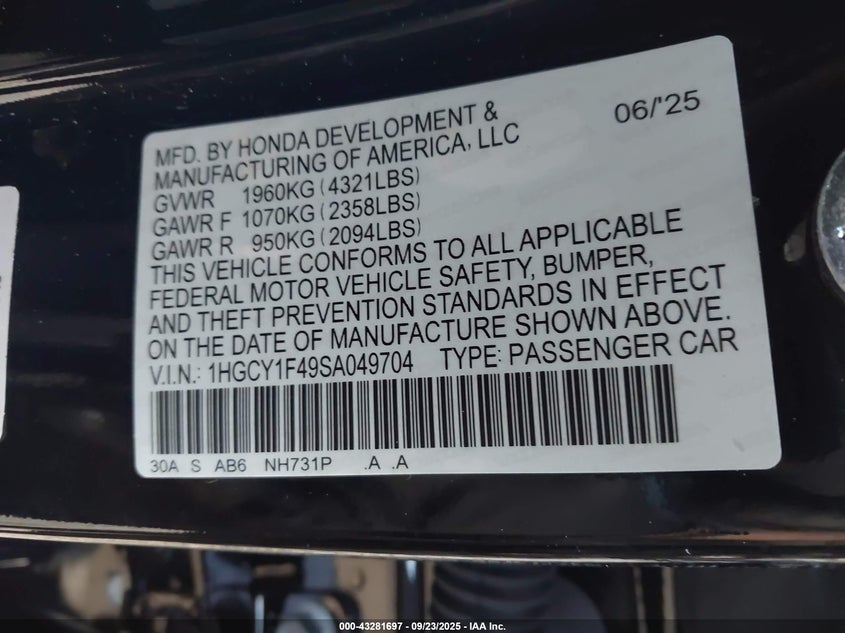 06/'25
MFD. BY HONDA DEVELOPMENT &
MANUFACTURING OF AMERICA, LLC
GVWR 1960KG (4321LBS)
GAWR F 1070KG (2358LBS)
GAWR R 950KG (2094LBS)
THIS VEHICLE CONFORMS TO ALL APPLICABLE
FEDERAL MOTOR VEHICLE SAFETY, BUMPER,
AND THEFT PREVENTION STANDARDS IN EFFECT
ON THE DATE OF MANUFACTURE SHOWN ABOVE.
V.I.N.: 1HGCY1F49SA049704 TYPE: PASSENGER CAR
30A S AB6 NH731P .A .A
000-43281697 - 09/23/2025 - IAA Inc.